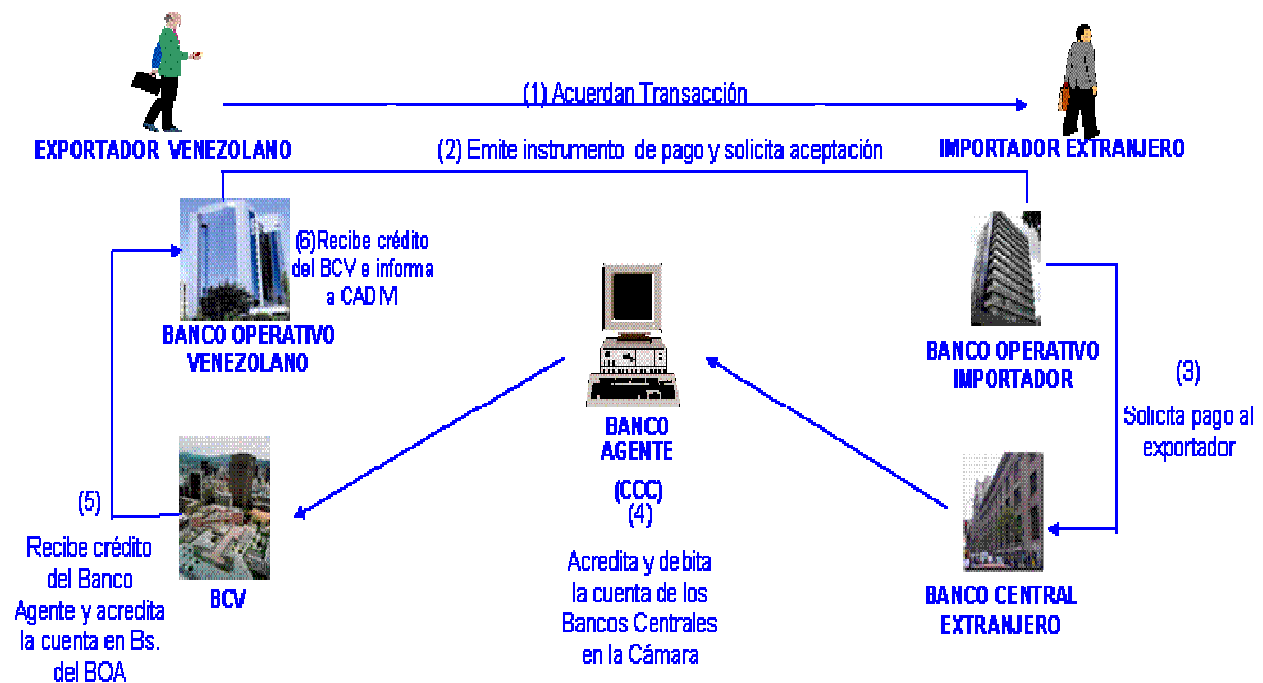 (1) Acuerdan Transacción
EXPORTADOR VENEZOLANO
(2) Emite instrumento de pago y solicita aceptación
IMPORTADOR EXTRANJERO
(6)Recibe crédito
del BCV e informa
a CADIVI
BANCO OPERATIVO
VENEZOLANO
BANCO OPERATIVO
IMPORTADOR
(3)
Solicita pago al
exportador
BANCO
AGENTE
(CCC)
(4)
Acredita y debita
la cuenta de los
Bancos Centrales
en la Cámara
(5)
Recibe crédito
del Banco
Agente y acredita
la cuenta en Bs.
del BOA
BCV
BANCO CENTRAL
EXTRANJERO